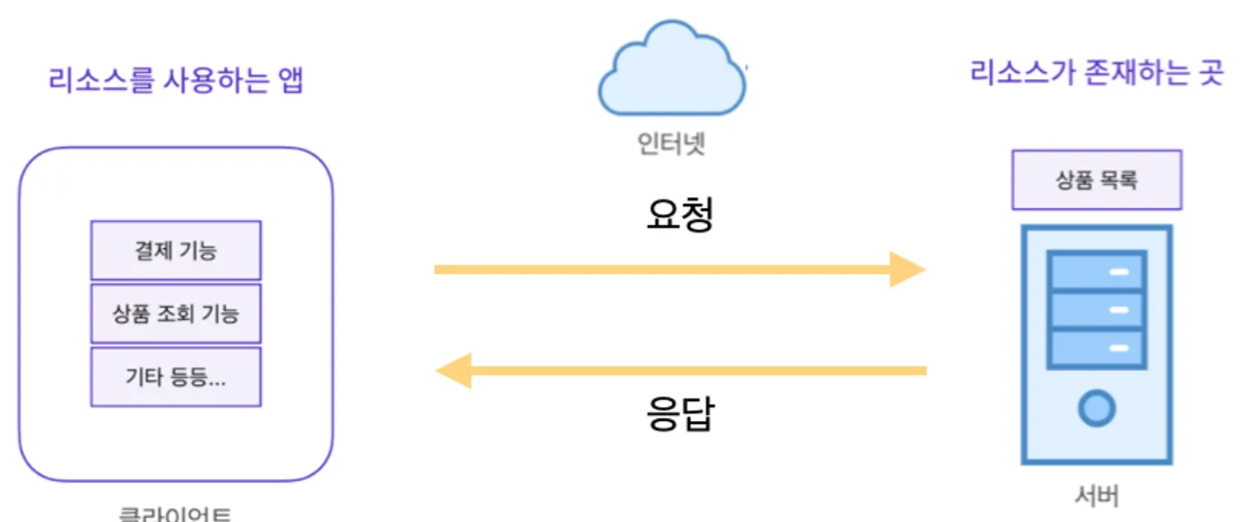 리소스를 사용하는 앱
인터넷
리소스가 존재하는 곳
상품 목록
요청
결제 기능
상품 조회 기능
기타 등등...
응답
서버
클라이언트